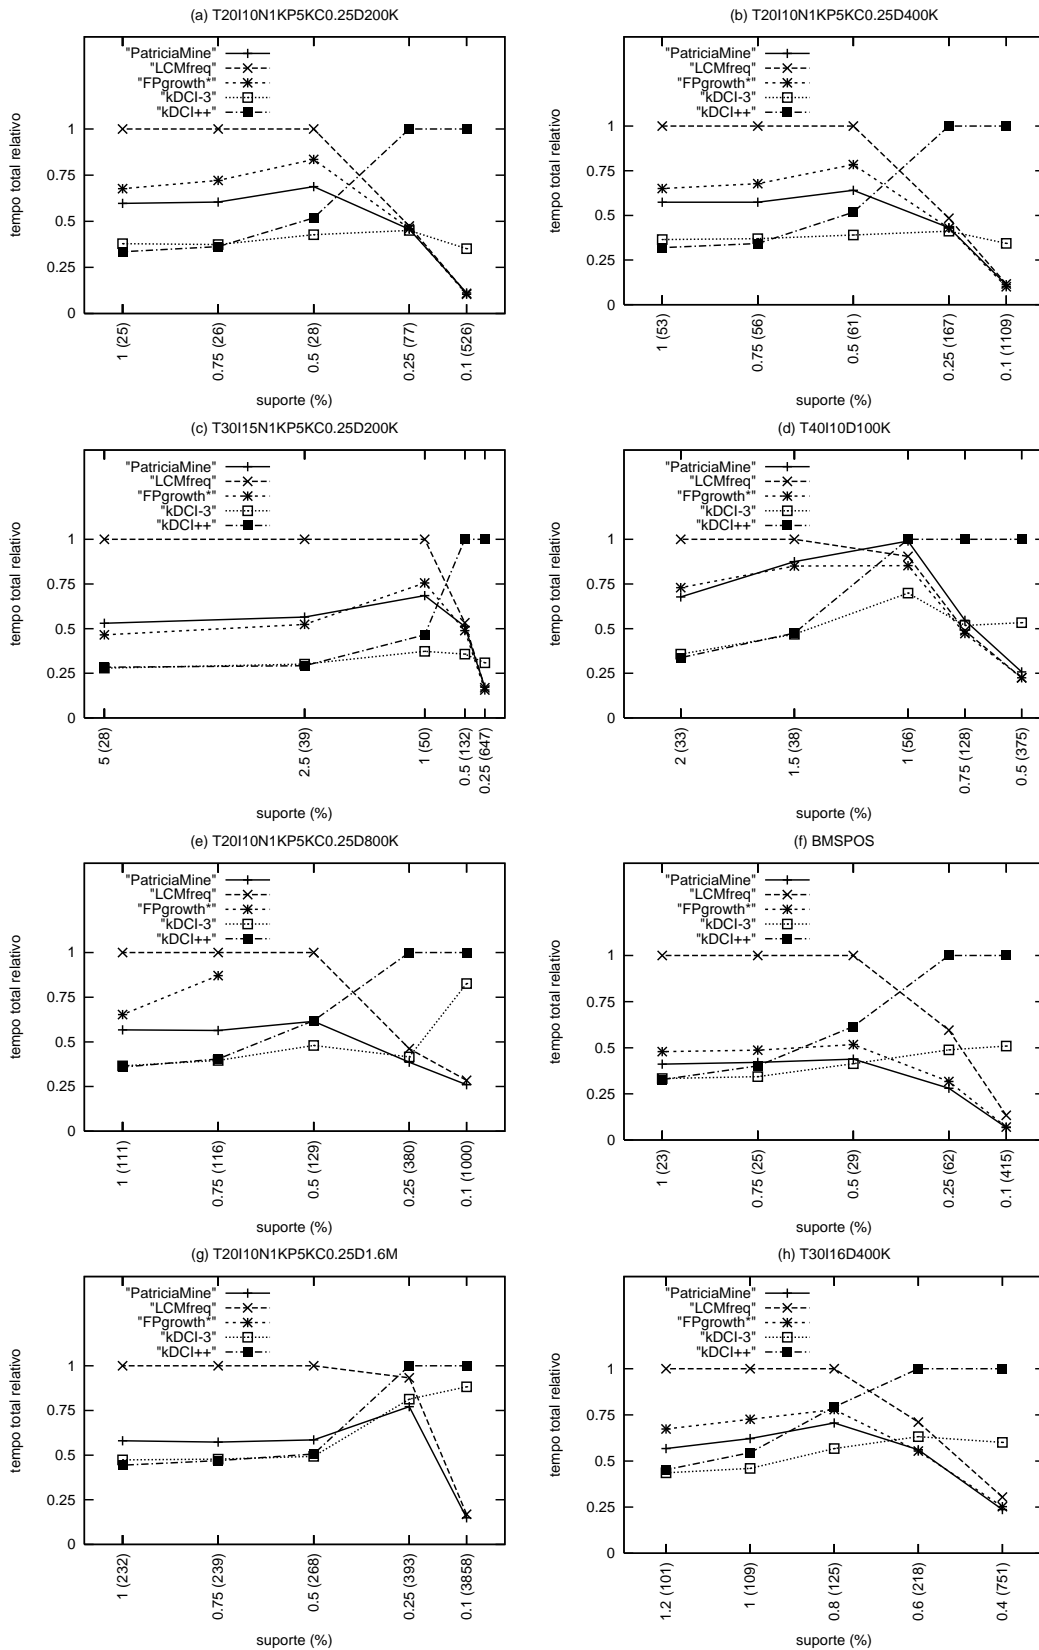 (a) T20I10N1KP5KC0.25D200K
"PatriciaMine"
"LCMfreq"
"FPgrowth*"
"kDCI-3"
"kDCI++"
1
0.75
0.5
0.25
0
tempo total relativo
1 (25)
0.75 (26)
0.5 (28)
0.25 (77)
0.1 (526)
suporte (%)
(b) T20I10N1KP5KC0.25D400K
"PatriciaMine"
"LCMfreq"
"FPgrowth*"
"kDCI-3"
"kDCI++"
1
0.75
0.5
0.25
0
tempo total relativo
1 (53)
0.75 (56)
0.5 (61)
0.25 (167)
0.1 (1109)
suporte (%)
(c) T30I15N1KP5KC0.25D200K
"PatriciaMine"
"LCMfreq"
"FPgrowth*"
"kDCI-3"
"kDCI++"
1
0.75
0.5
0.25
0
tempo total relativo
5 (28)
2.5 (39)
1 (50)
0.5 (132)
0.25 (647)
suporte (%)
(d) T40I10D100K
"PatriciaMine"
"LCMfreq"
"FPgrowth*"
"kDCI-3"
"kDCI++"
1
0.75
0.5
0.25
0
tempo total relativo
2 (33)
1.5 (38)
1 (56)
0.75 (128)
0.5 (375)
suporte (%)
(e) T20I10N1KP5KC0.25D800K
"PatriciaMine"
"LCMfreq"
"FPgrowth*"
"kDCI-3"
"kDCI++"
1
0.75
0.5
0.25
0
tempo total relativo
1 (111)
0.75 (116)
0.5 (129)
0.25 (380)
0.1 (1000)
suporte (%)
(f) BMSPOS
"PatriciaMine"
"LCMfreq"
"FPgrowth*"
"kDCI-3"
"kDCI++"
1
0.75
0.5
0.25
0
tempo total relativo
1 (23)
0.75 (25)
0.5 (29)
0.25 (62)
0.1 (415)
suporte (%)
(g) T20I10N1KP5KC0.25D1.6M
"PatriciaMine"
"LCMfreq"
"kDCI-3"
"kDCI++"
1
0.75
0.5
0.25
0
tempo total relativo
1 (232)
0.75 (239)
0.5 (268)
0.25 (393)
0.1 (3858)
suporte (%)
(h) T30I16D400K
"PatriciaMine"
"LCMfreq"
"FPgrowth*"
"kDCI-3"
"kDCI++"
1
0.75
0.5
0.25
0
tempo total relativo
1.2 (101)
1 (109)
0.8 (125)
0.6 (218)
0.4 (751)
suporte (%)